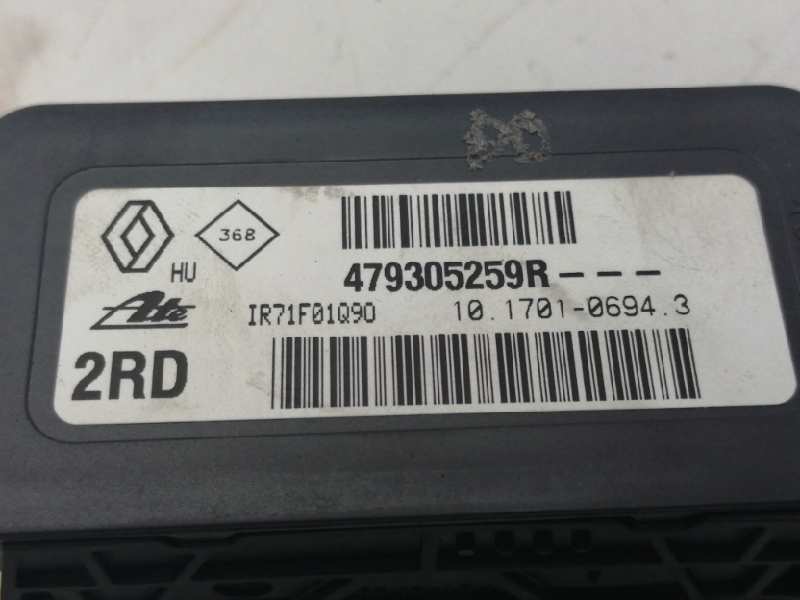 368
HU
479305259R---
Ate
IR71F01Q90
10.1701-0694.3
2RD